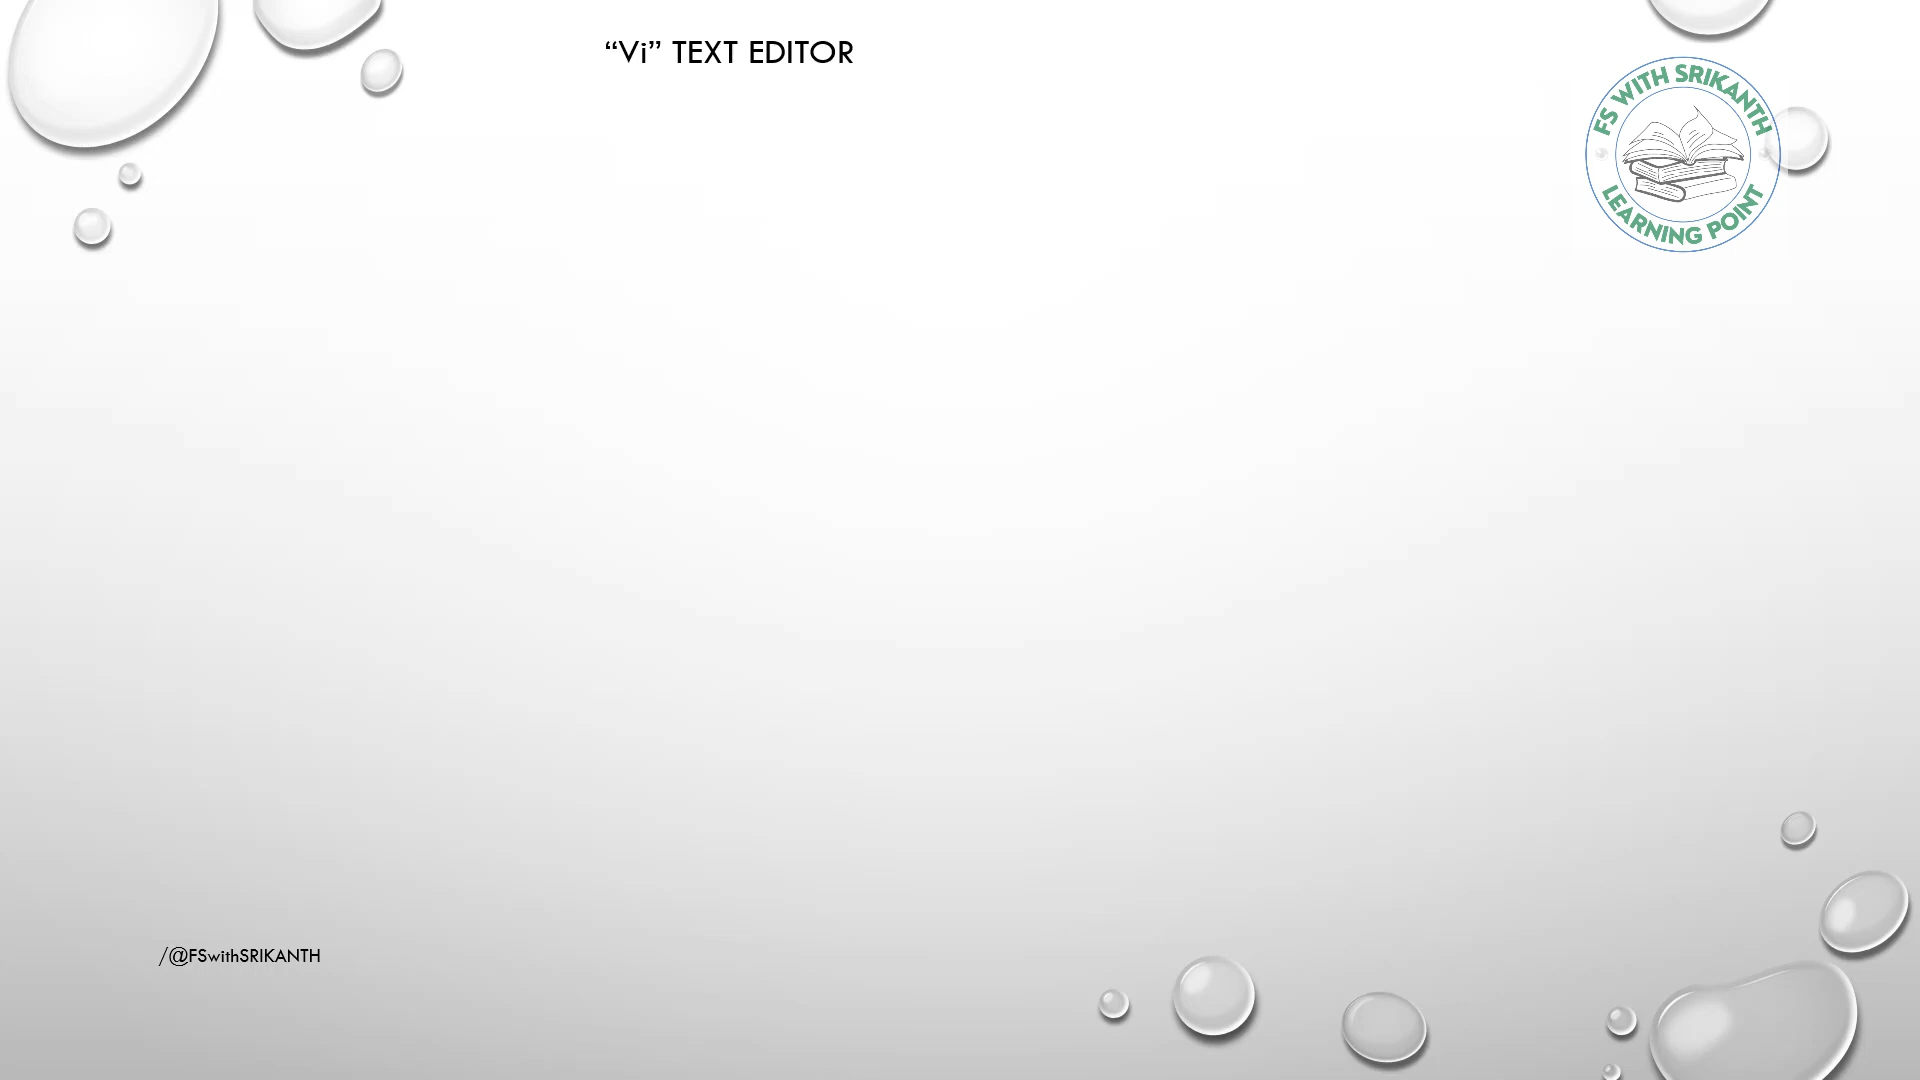 “Vi” TEXT EDITOR
FS WITH SRIKANTH
LEARNING POINT
/@FSwithSRIKANTH